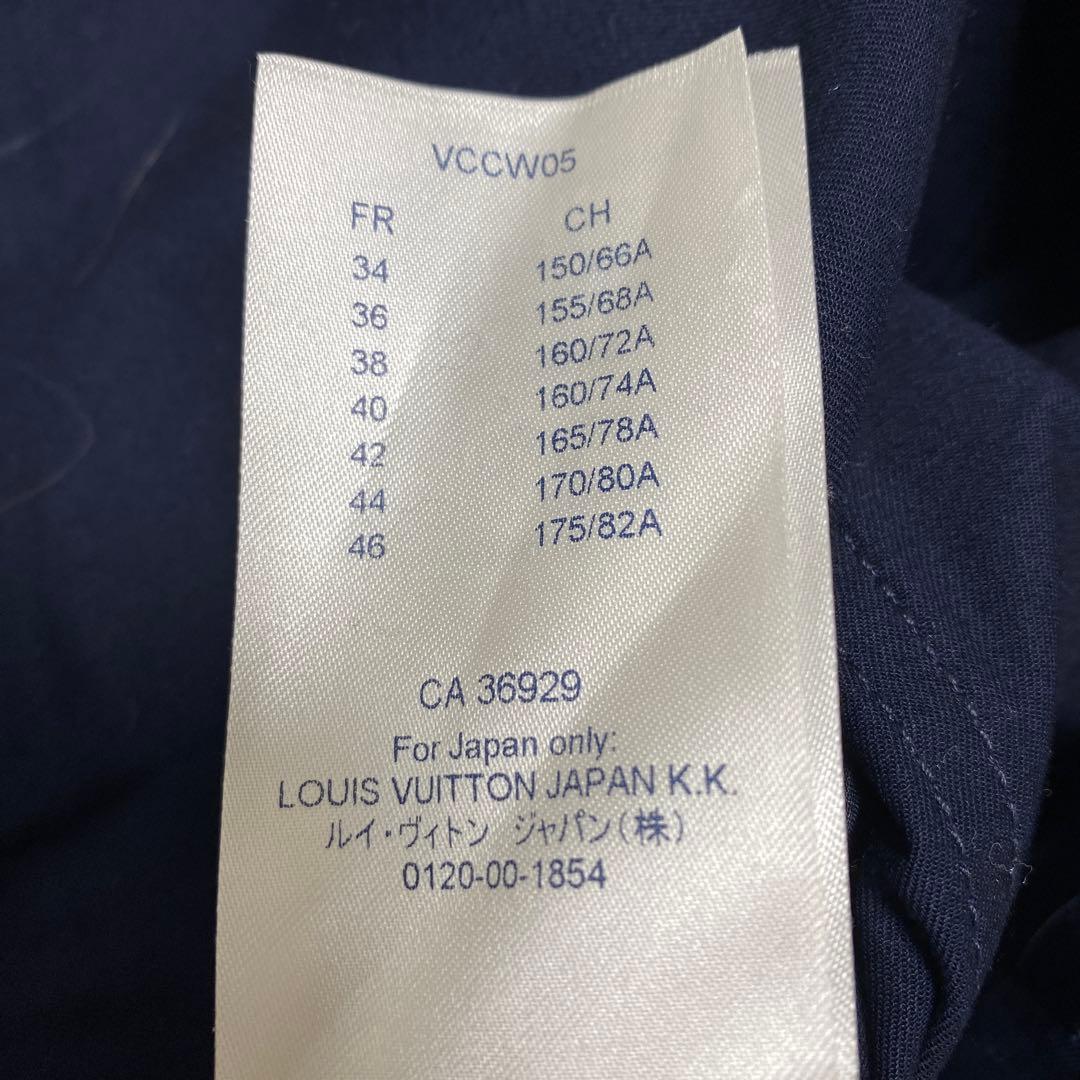 VCCW05
FR CH
34 150/66A
36 155/68A
38 160/72A
40 160/74A
42 165/78A
44 170/80A
46 175/82A
CA 36929
For Japan only:
LOUIS VUITTON JAPAN K.K.
ルイ・ヴィトン ジャパン(株)
0120-00-1854